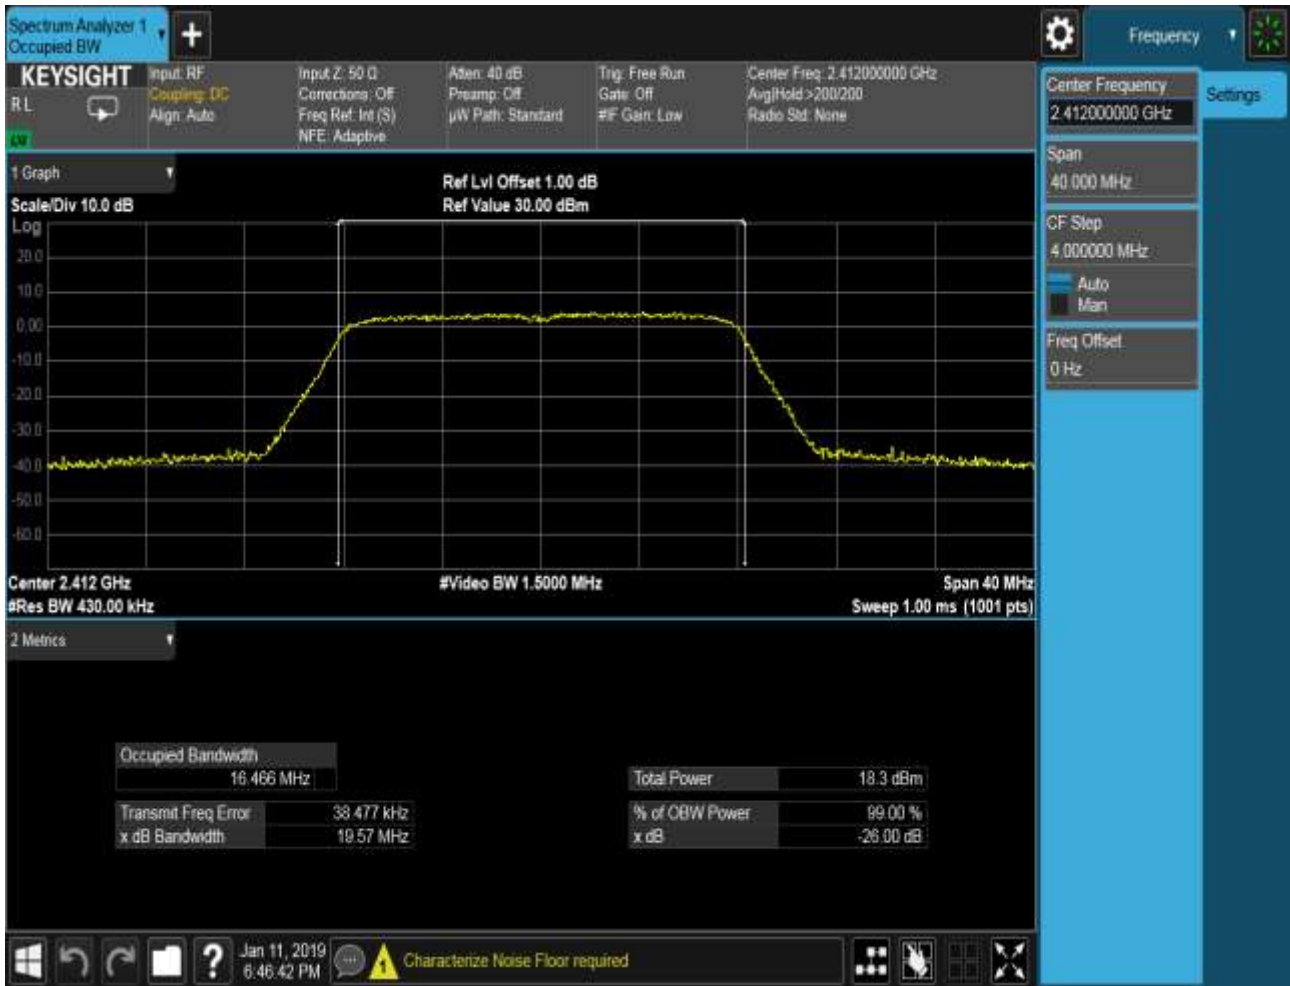 Spectrum Analyzer 1
Occupied BW
Frequency
KEYSIGHT
RL
Input: RF
Coupling: DC
Align: Auto
Input Z: 50 Ω
Corrections: Off
Freq Ref: Int (S)
NFE: Adaptive
Atten: 40 dB
Preamp: Off
µW Path: Standard
Trig: Free Run
Gate: Off
#IF Gain: Low
Center Freq: 2.412000000 GHz
Avg|Hold:>200/200
Radio Std: None
Center Frequency
2.412000000 GHz
Settings
Span
40.000 MHz
CF Step
4.000000 MHz
Auto
Man
Freq Offset
0 Hz
1 Graph
Scale/Div 10.0 dB
Ref Lvl Offset 1.00 dB
Ref Value 30.00 dBm
Log
20.0
10.0
0.00
-10.0
-20.0
-30.0
-40.0
-50.0
-60.0
Center 2.412 GHz
#Video BW 1.5000 MHz
Span 40 MHz
#Res BW 430.00 kHz
Sweep 1.00 ms (1001 pts)
2 Metrics
Occupied Bandwidth
16.466 MHz
Total Power 18.3 dBm
Transmit Freq Error 38.477 kHz
% of OBW Power 99.00 %
x dB Bandwidth 19.57 MHz
x dB -26.00 dB
?
Jan 11, 2019
6:46:42 PM
1
Characterize Noise Floor required